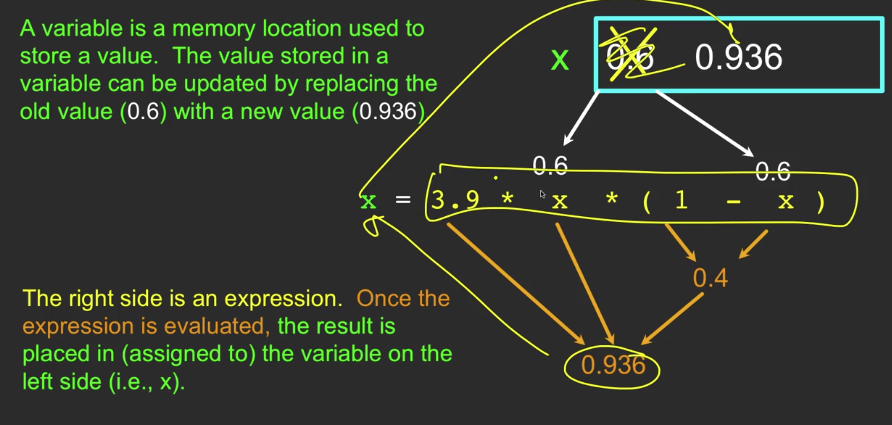 A variable is a memory location used to
store a value. The value stored in a
variable can be updated by replacing the
old value (0.6) with a new value (0.936).
x 0.6 0.936
0.6 0.6
x = 3.9 * x * ( 1 - x )
0.4
The right side is an expression. Once the
expression is evaluated, the result is
placed in (assigned to) the variable on the
left side (i.e., x).
0.936